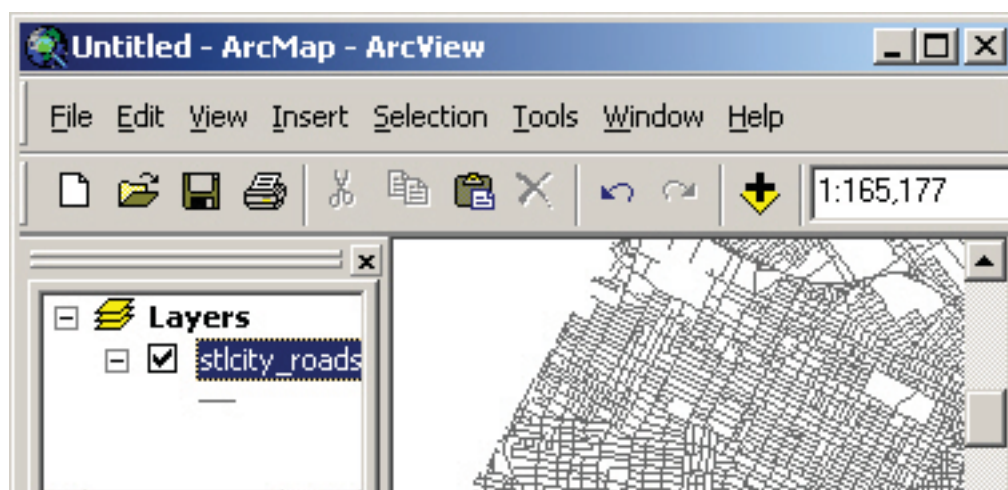 Untitled - ArcMap - ArcView
File Edit View Insert Selection Tools Window Help
1:165,177
Layers
stlcity_roads